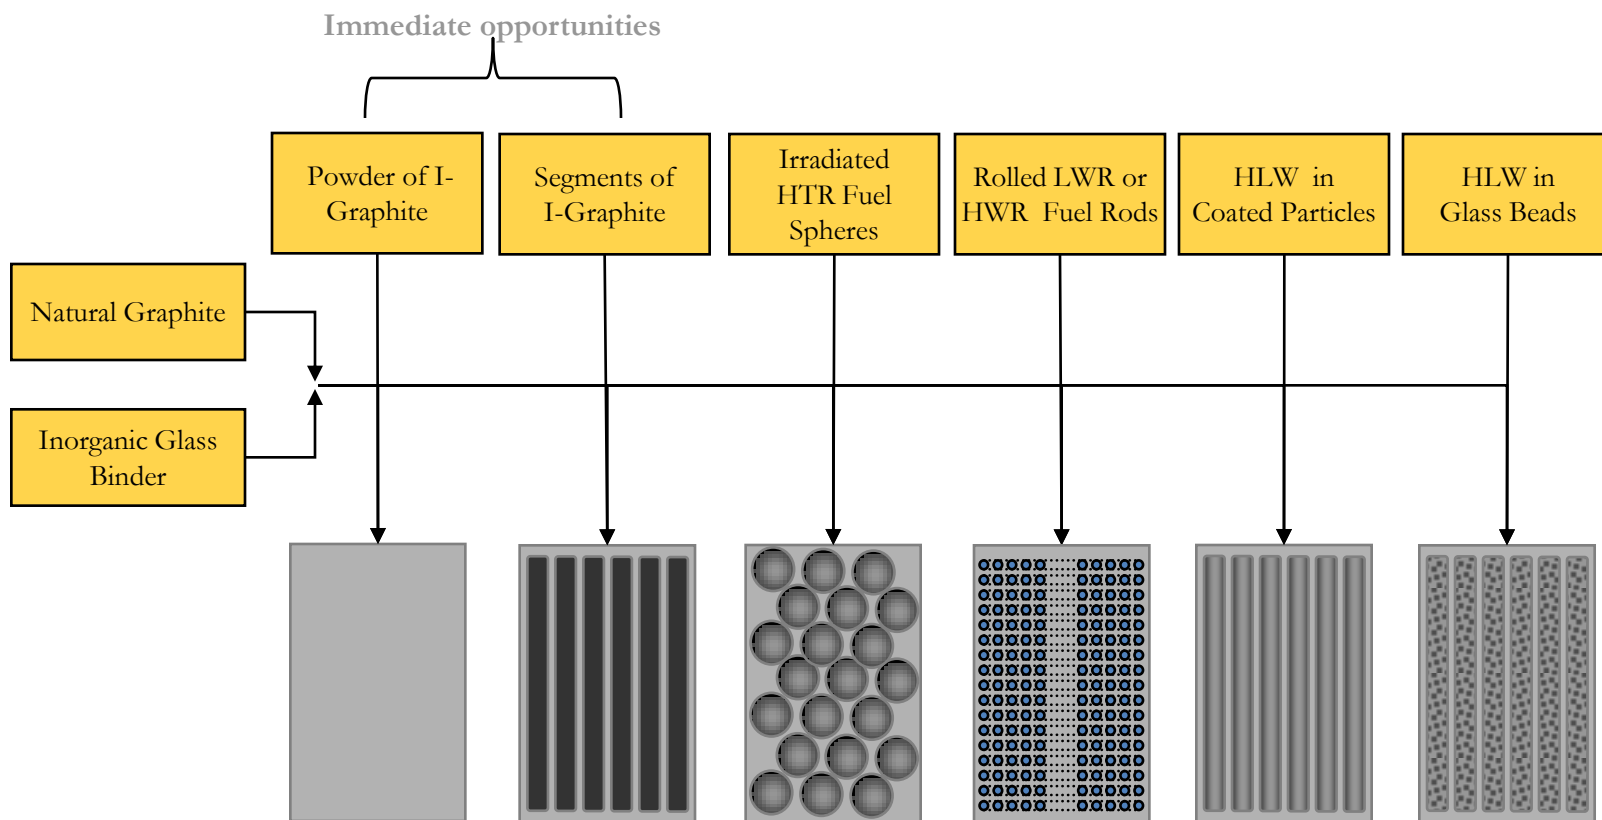 Immediate opportunities
Powder of I-
Graphite
Segments of
I-Graphite
Irradiated
HTR Fuel
Spheres
Rolled LWR or
HWR Fuel Rods
HLW in
Coated Particles
HLW in
Glass Beads
Natural Graphite
Inorganic Glass
Binder